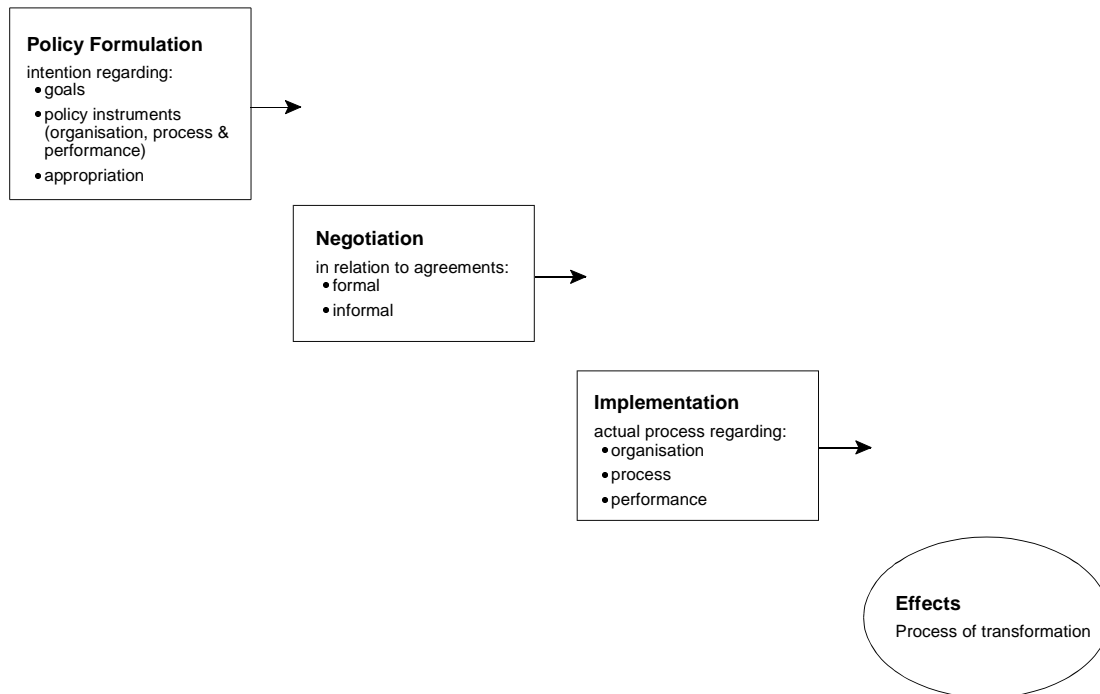 Policy Formulation
intention regarding:
• goals
• policy instruments
(organisation, process &
performance)
• appropriation
Negotiation
in relation to agreements:
• formal
• informal
Implementation
actual process regarding:
• organisation
• process
• performance
Effects
Process of transformation